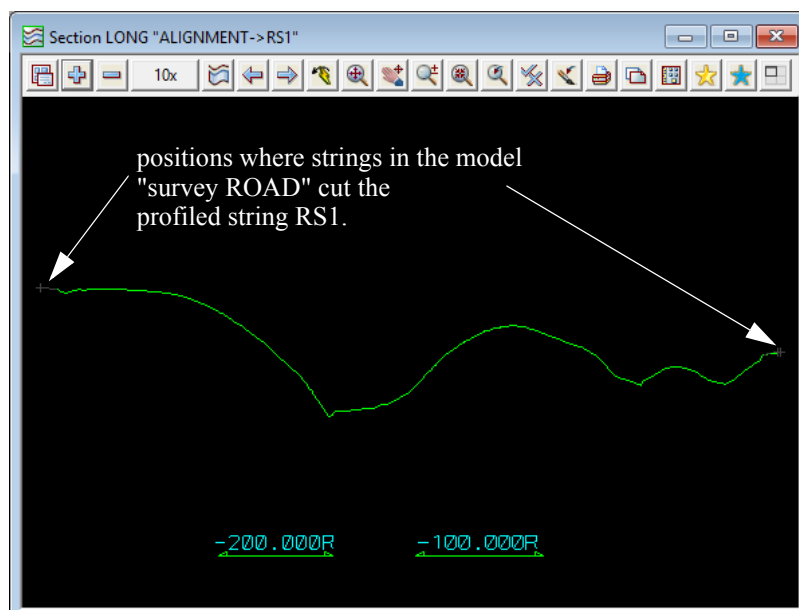 Section LONG "ALIGNMENT->RS1"
10x
positions where strings in the model
"survey ROAD" cut the
profiled string RS1.
-200.000R -100.000R